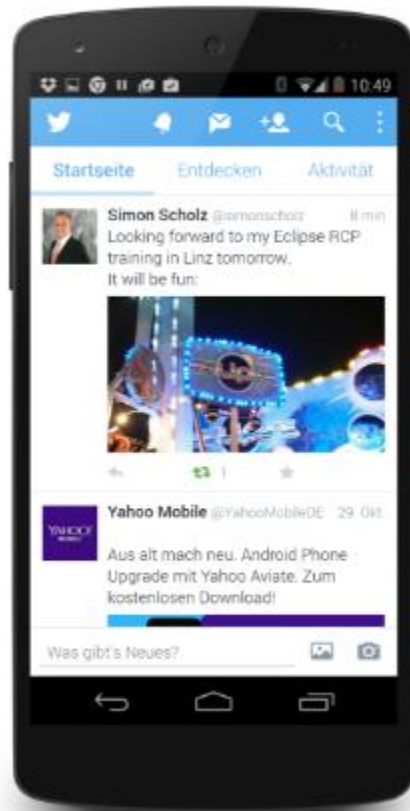 10:49
Startseite Entdecken Aktivität
Simon Scholz @simonscholz 8 min
Looking forward to my Eclipse RCP
training in Linz tomorrow.
It will be fun:
1
Yahoo Mobile @YahooMobileDE 29. Okt.
YAHOO!
MOBILE
Aus alt mach neu. Android Phone
Upgrade mit Yahoo Aviate. Zum
kostenlosen Download!
Was gibt's Neues?